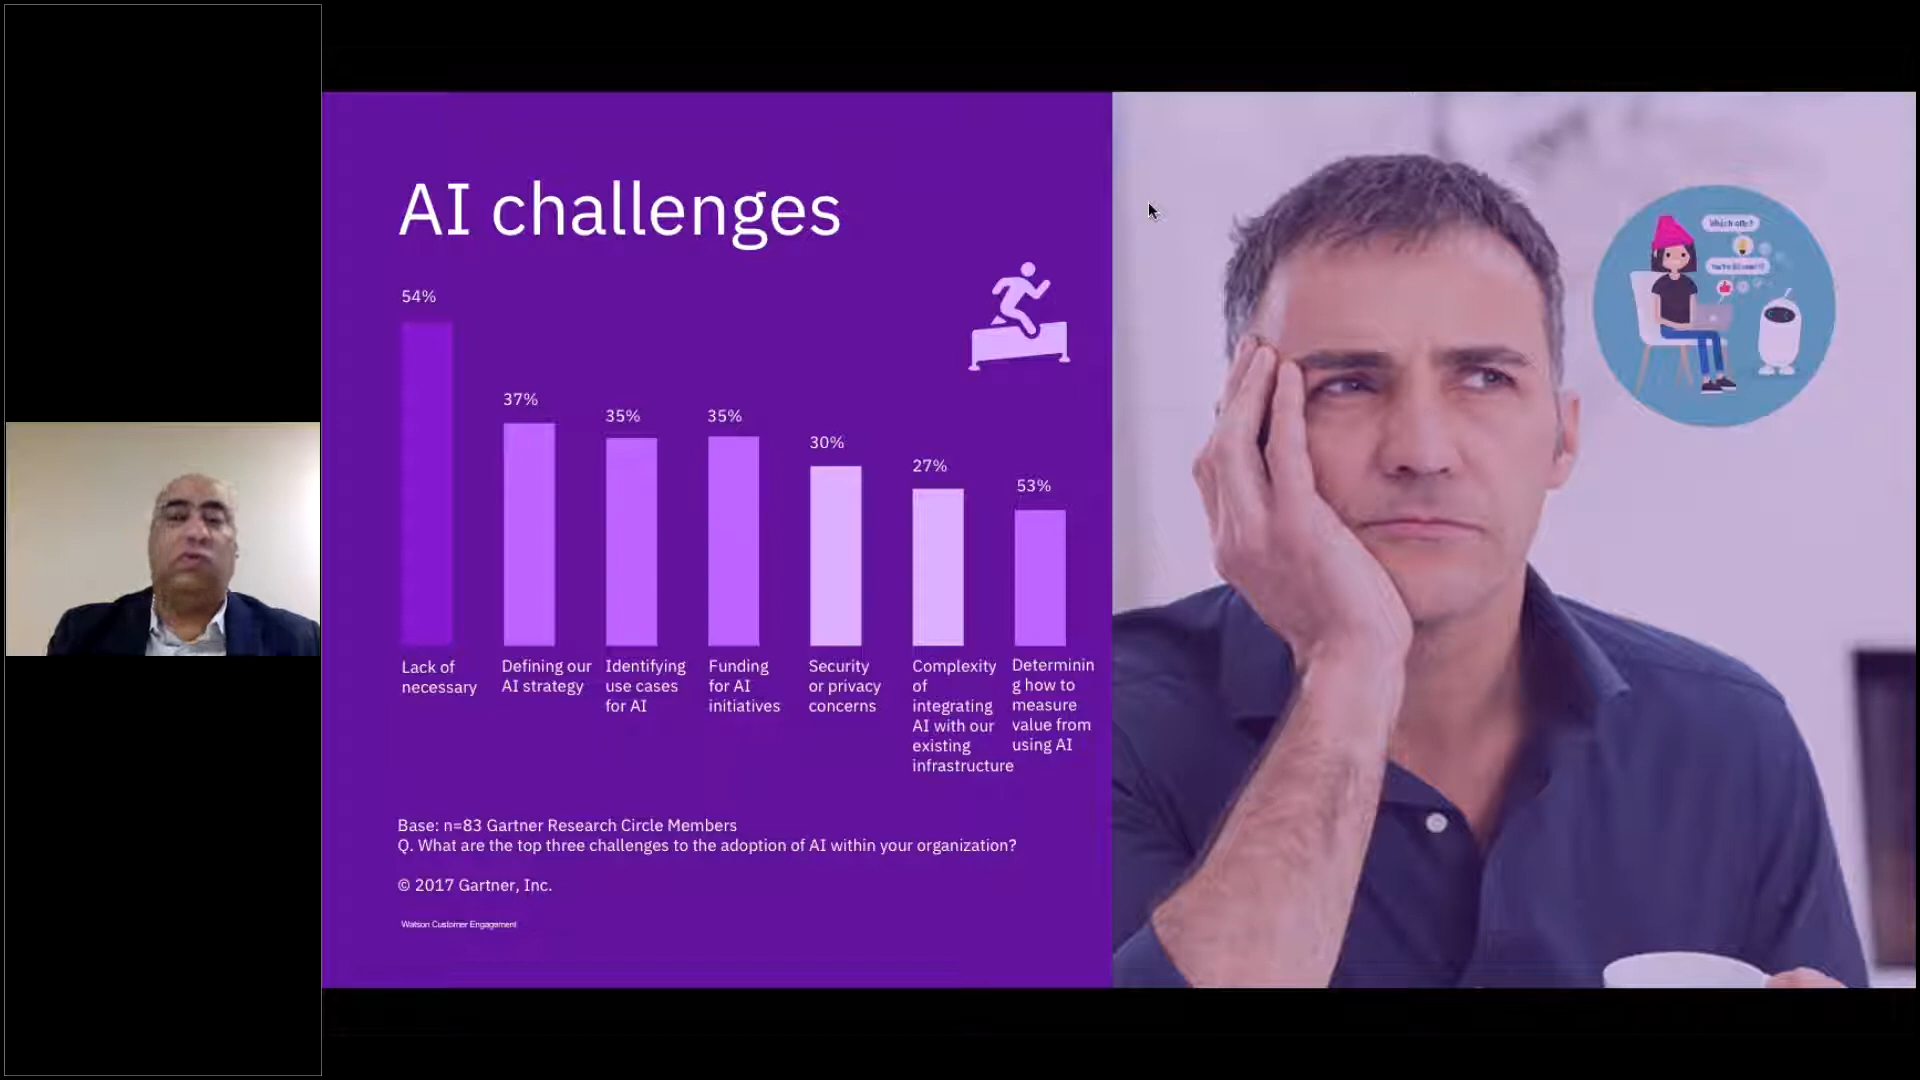 AI challenges
54%
37%
35%
35%
30%
27%
53%
Lack of
necessary
Defining our
AI strategy
Identifying
use cases
for AI
Funding
for AI
initiatives
Security
or privacy
concerns
Complexity
of
integrating
AI with our
existing
infrastructure
Determinin
g how to
measure
value from
using AI
Base: n=83 Gartner Research Circle Members
Q. What are the top three challenges to the adoption of AI within your organization?
© 2017 Gartner, Inc.
Watson Customer Engagement
Which one?